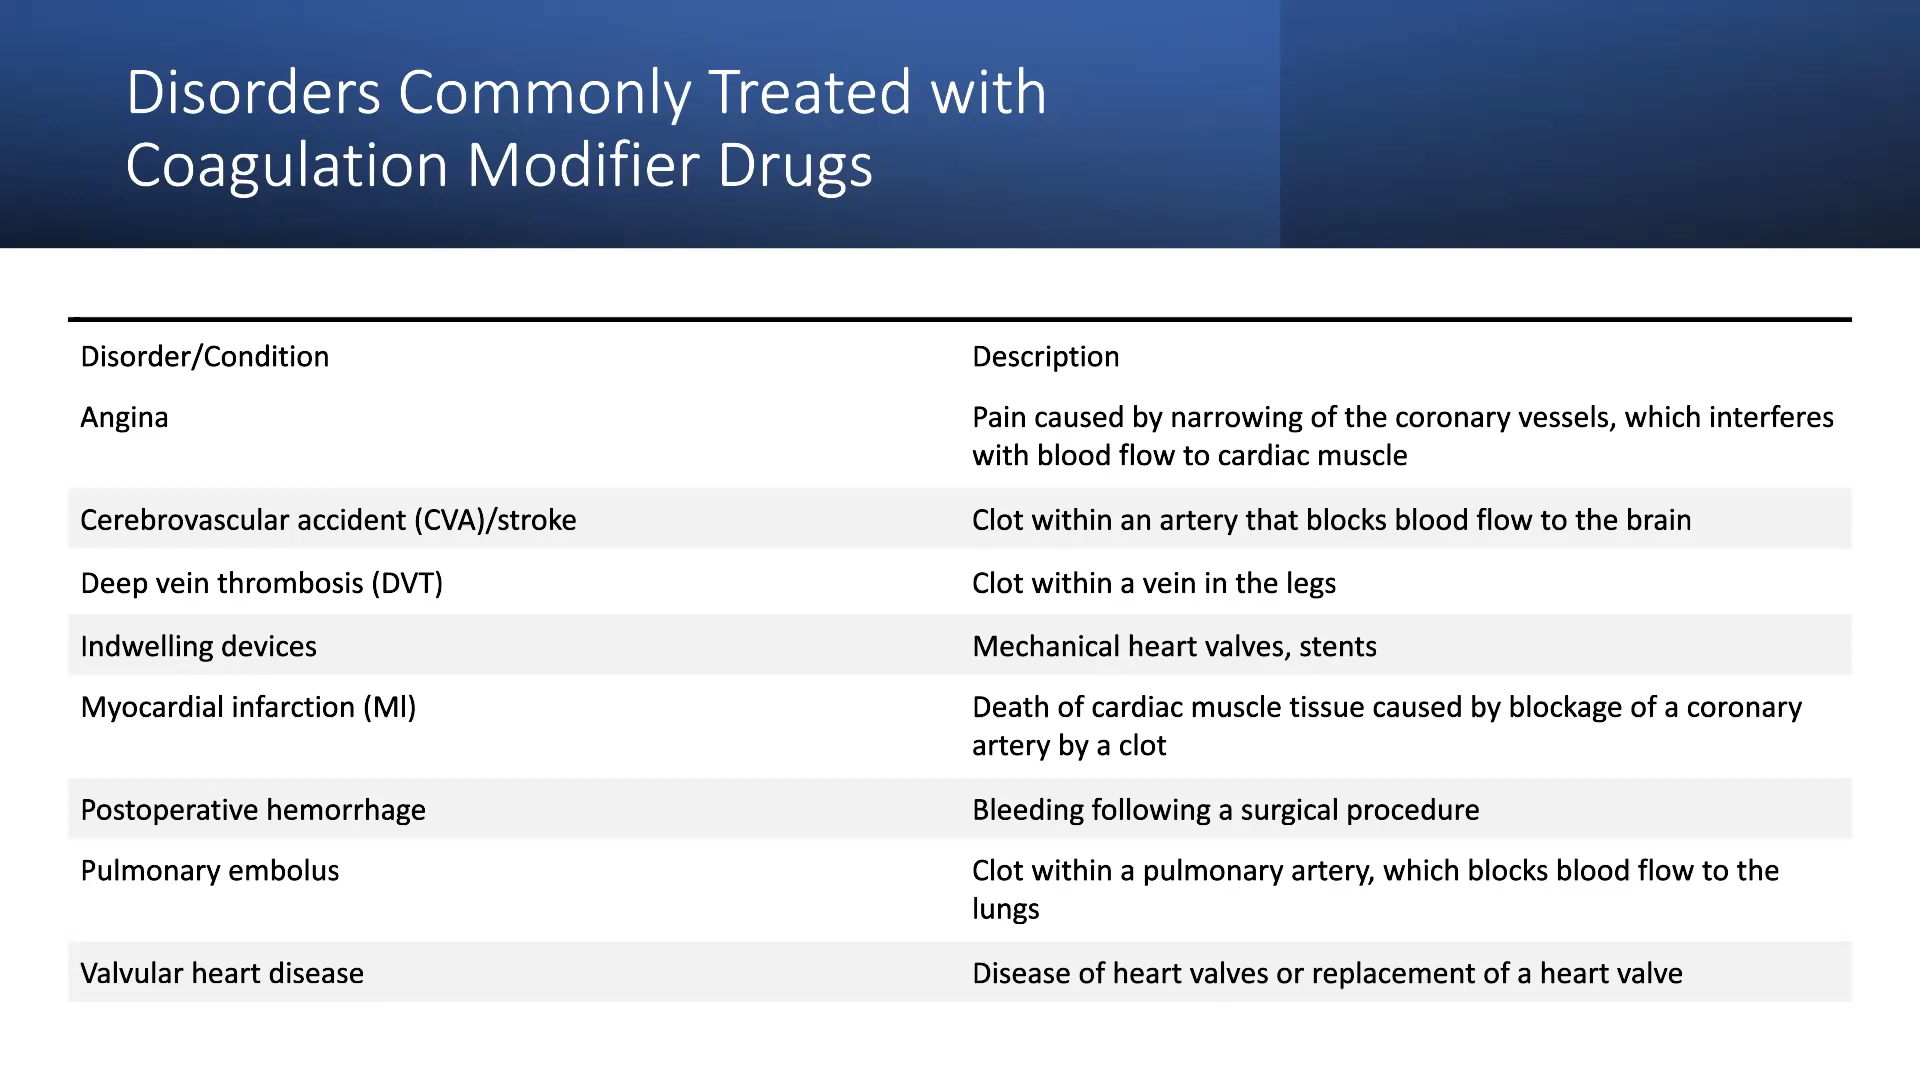 Disorders Commonly Treated with
Coagulation Modifier Drugs
Disorder/Condition Description
Angina Pain caused by narrowing of the coronary vessels, which interferes
with blood flow to cardiac muscle
Cerebrovascular accident (CVA)/stroke Clot within an artery that blocks blood flow to the brain
Deep vein thrombosis (DVT) Clot within a vein in the legs
Indwelling devices Mechanical heart valves, stents
Myocardial infarction (Ml) Death of cardiac muscle tissue caused by blockage of a coronary
artery by a clot
Postoperative hemorrhage Bleeding following a surgical procedure
Pulmonary embolus Clot within a pulmonary artery, which blocks blood flow to the
lungs
Valvular heart disease Disease of heart valves or replacement of a heart valve